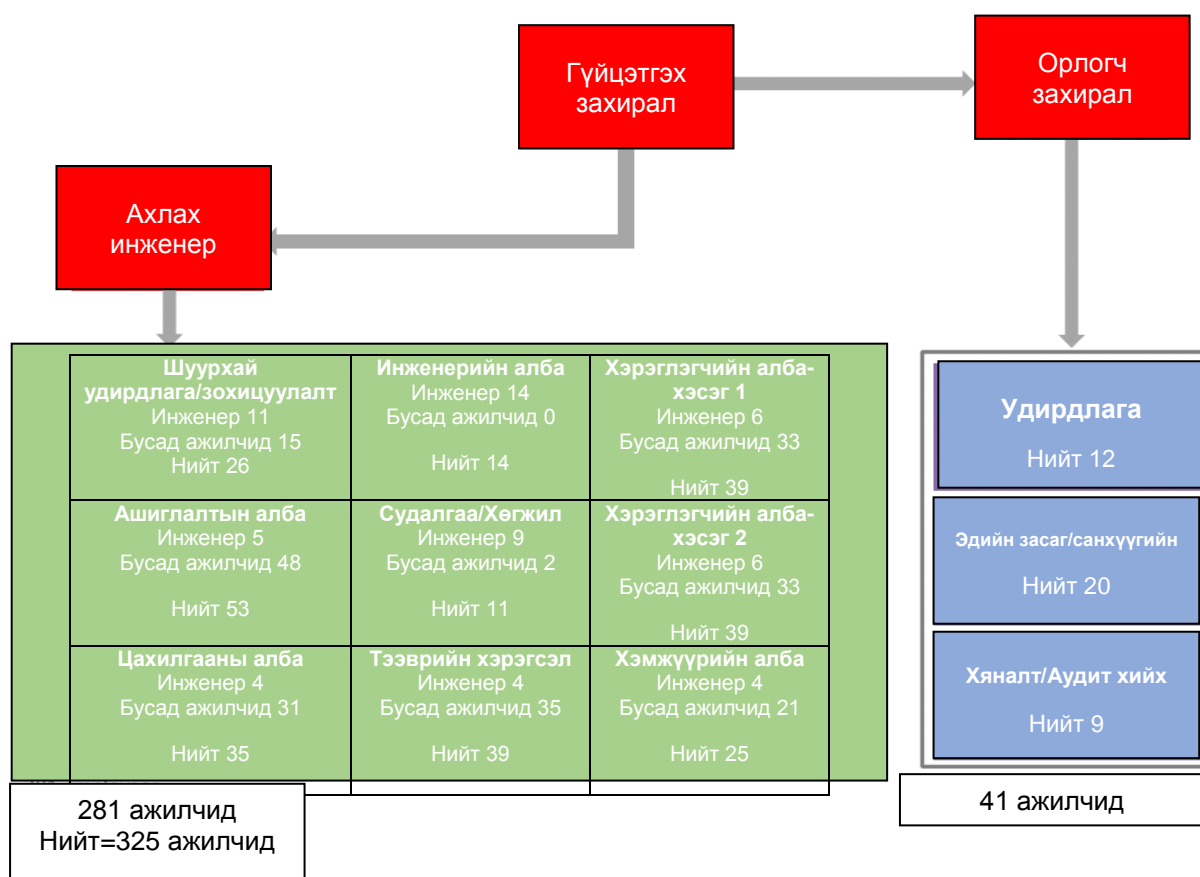 Гүйцэтгэх
захирал
Орлогч
захирал
Ахлах
инженер
Шуурхай
удирдлага/зохицуулалт
Инженер 11
Бусад ажилчид 15
Нийт 26
Инженерийн алба
Инженер 14
Бусад ажилчид 0
Нийт 14
Хэрэглэгчийн алба-
хэсэг 1
Инженер 6
Бусад ажилчид 33
Нийт 39
Ашиглалтын алба
Инженер 5
Бусад ажилчид 48
Нийт 53
Судалгаа/Хөгжил
Инженер 9
Бусад ажилчид 2
Нийт 11
Хэрэглэгчийн алба-
хэсэг 2
Инженер 6
Бусад ажилчид 33
Нийт 39
Цахилгааны алба
Инженер 4
Бусад ажилчид 31
Нийт 35
Тээврийн хэрэгсэл
Инженер 4
Бусад ажилчид 35
Нийт 39
Хэмжүүрийн алба
Инженер 4
Бусад ажилчид 21
Нийт 25
281 ажилчид
Нийт=325 ажилчид
Удирдлага
Нийт 12
Эдийн засаг/санхүүгийн
Нийт 20
Хяналт/Аудит хийх
Нийт 9
41 ажилчид